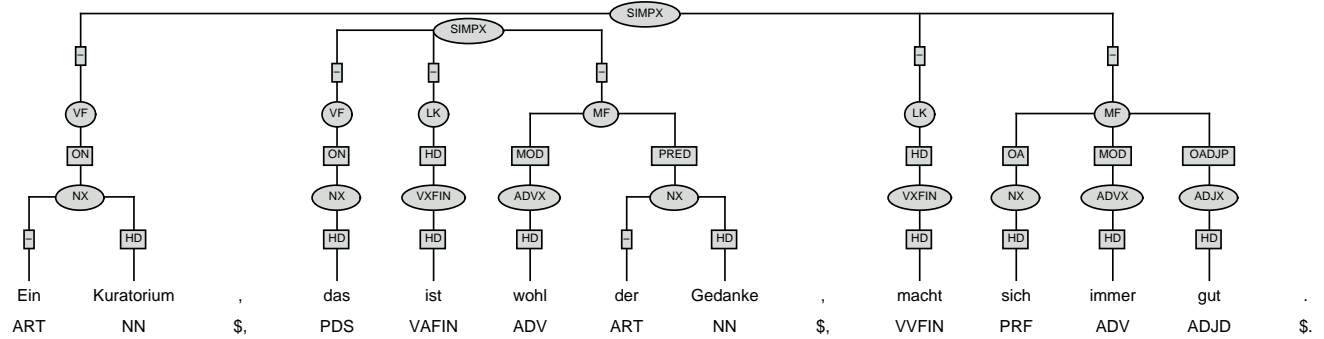 SIMPX
SIMPX
– – – – – –
VF VF LK MF LK MF
ON ON HD MOD PRED HD OA MOD OADJP
NX NX VXFIN ADVX NX VXFIN NX ADVX ADJX
– HD HD HD HD – HD HD HD HD HD
Ein Kuratorium , das ist wohl der Gedanke , macht sich immer gut .
ART NN $, PDS VAFIN ADV ART NN $, VVFIN PRF ADV ADJD $.